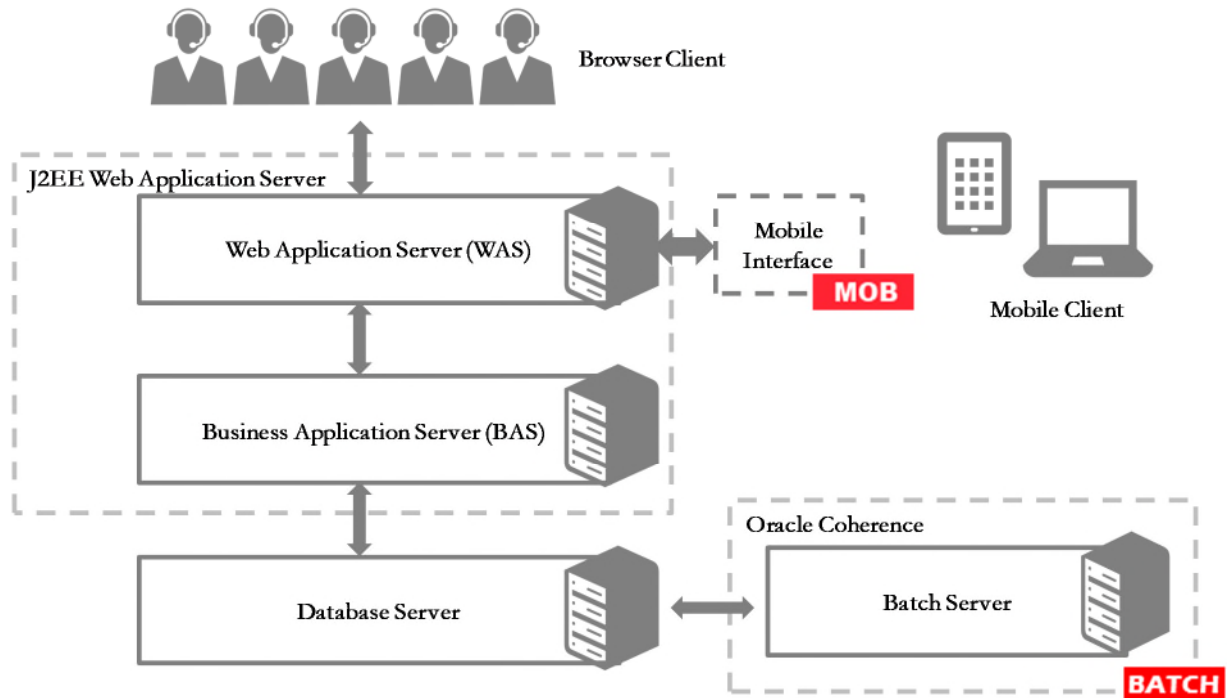 Browser Client
J2EE Web Application Server
Web Application Server (WAS)
Mobile
Interface
MOB
Mobile Client
Business Application Server (BAS)
Oracle Coherence
Database Server
Batch Server
BATCH